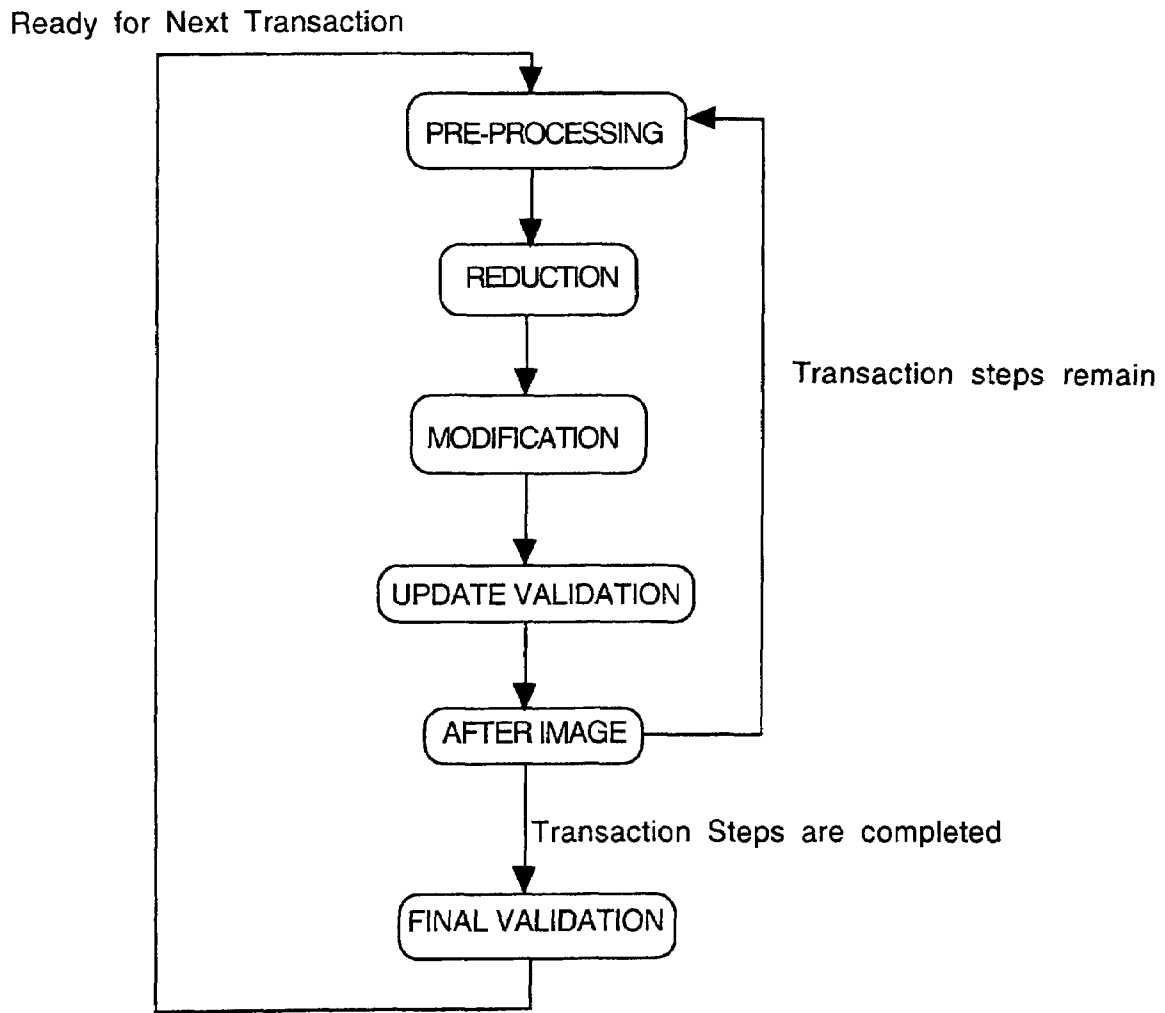 Ready for Next Transaction
PRE-PROCESSING
REDUCTION
MODIFICATION
Transaction steps remain
UPDATE VALIDATION
AFTER IMAGE
Transaction Steps are completed
FINAL VALIDATION